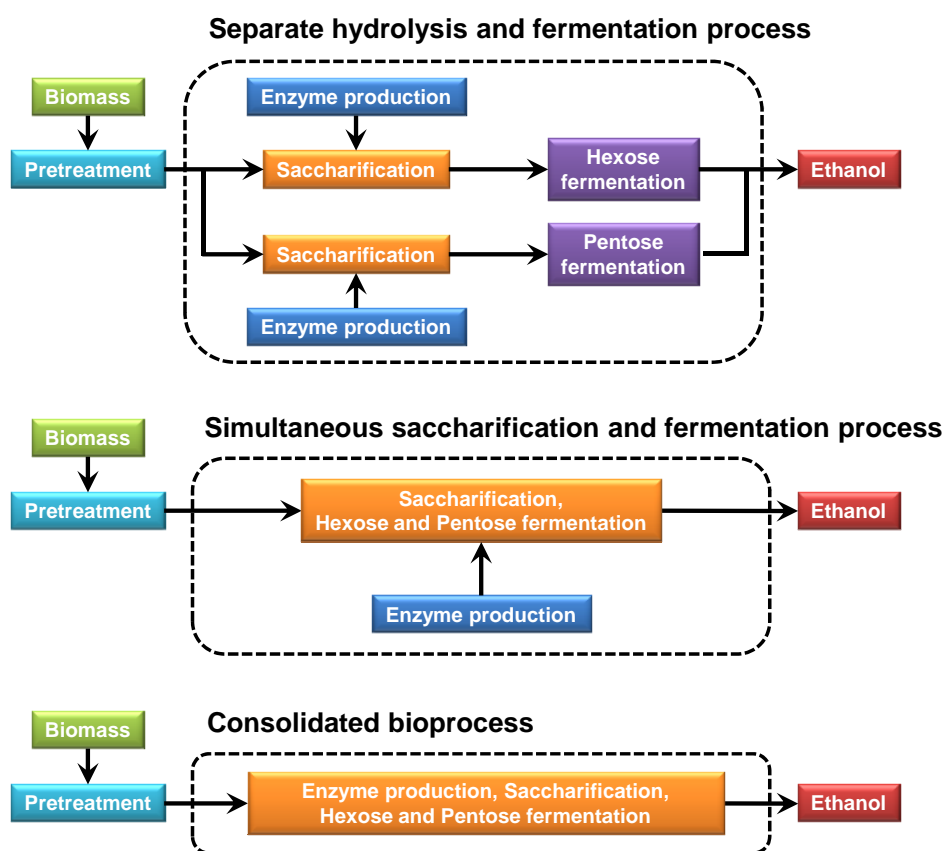 Separate hydrolysis and fermentation process
Biomass
Enzyme production
Pretreatment
Saccharification
Hexose
fermentation
Ethanol
Saccharification
Pentose
fermentation
Enzyme production
Simultaneous saccharification and fermentation process
Biomass
Pretreatment
Saccharification,
Hexose and Pentose fermentation
Ethanol
Enzyme production
Consolidated bioprocess
Biomass
Pretreatment
Enzyme production, Saccharification,
Hexose and Pentose fermentation
Ethanol